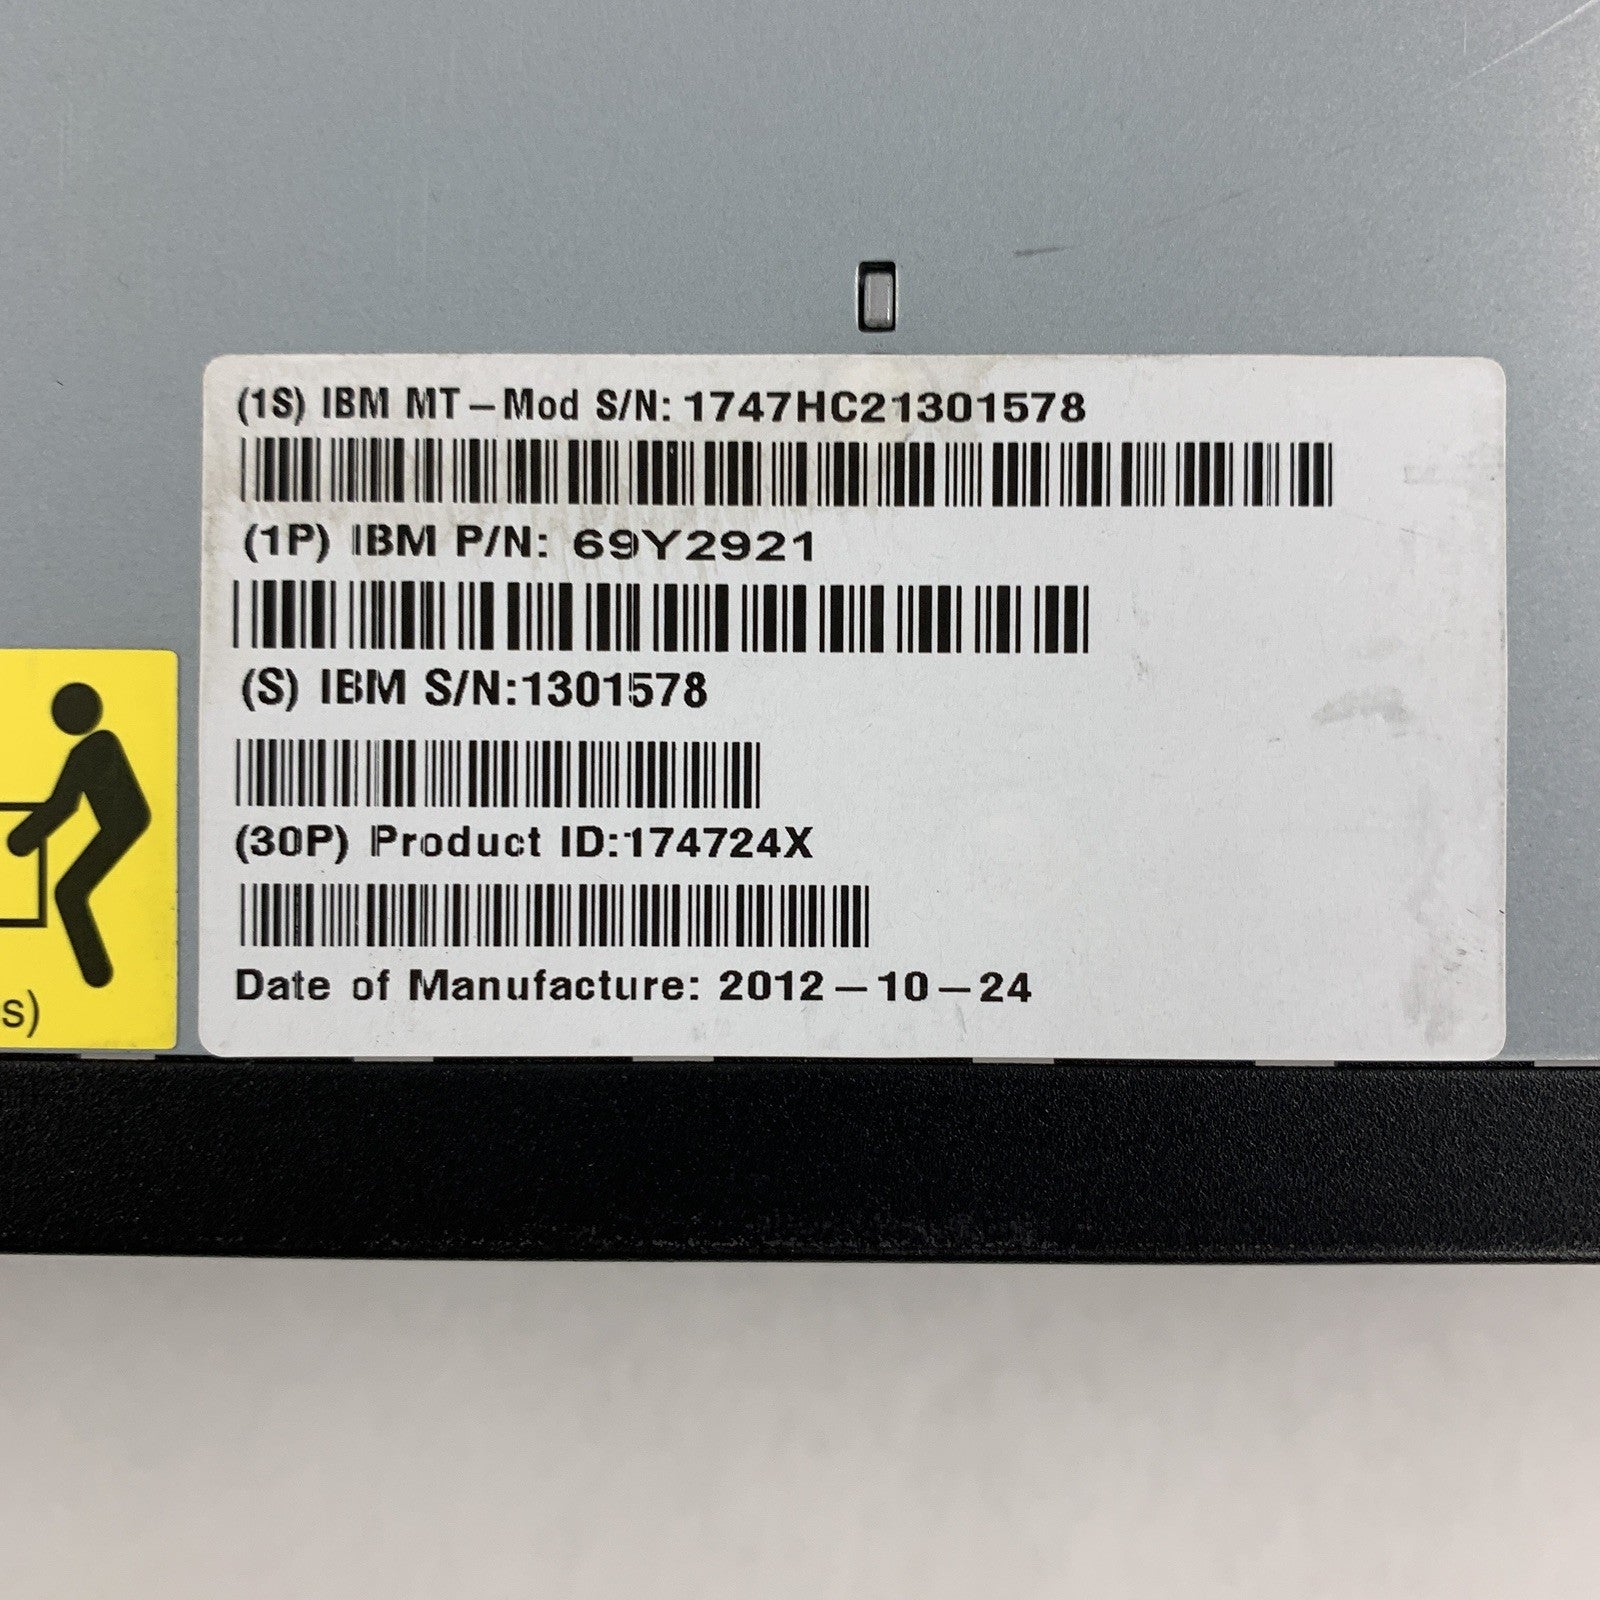 (1S) IBM MT-Mod S/N: 1747HC21301578
(1P) IBM P/N: 69Y2921
(S) IBM S/N:1301578
(30P) Product ID:174724X
Date of Manufacture: 2012-10-24
s)